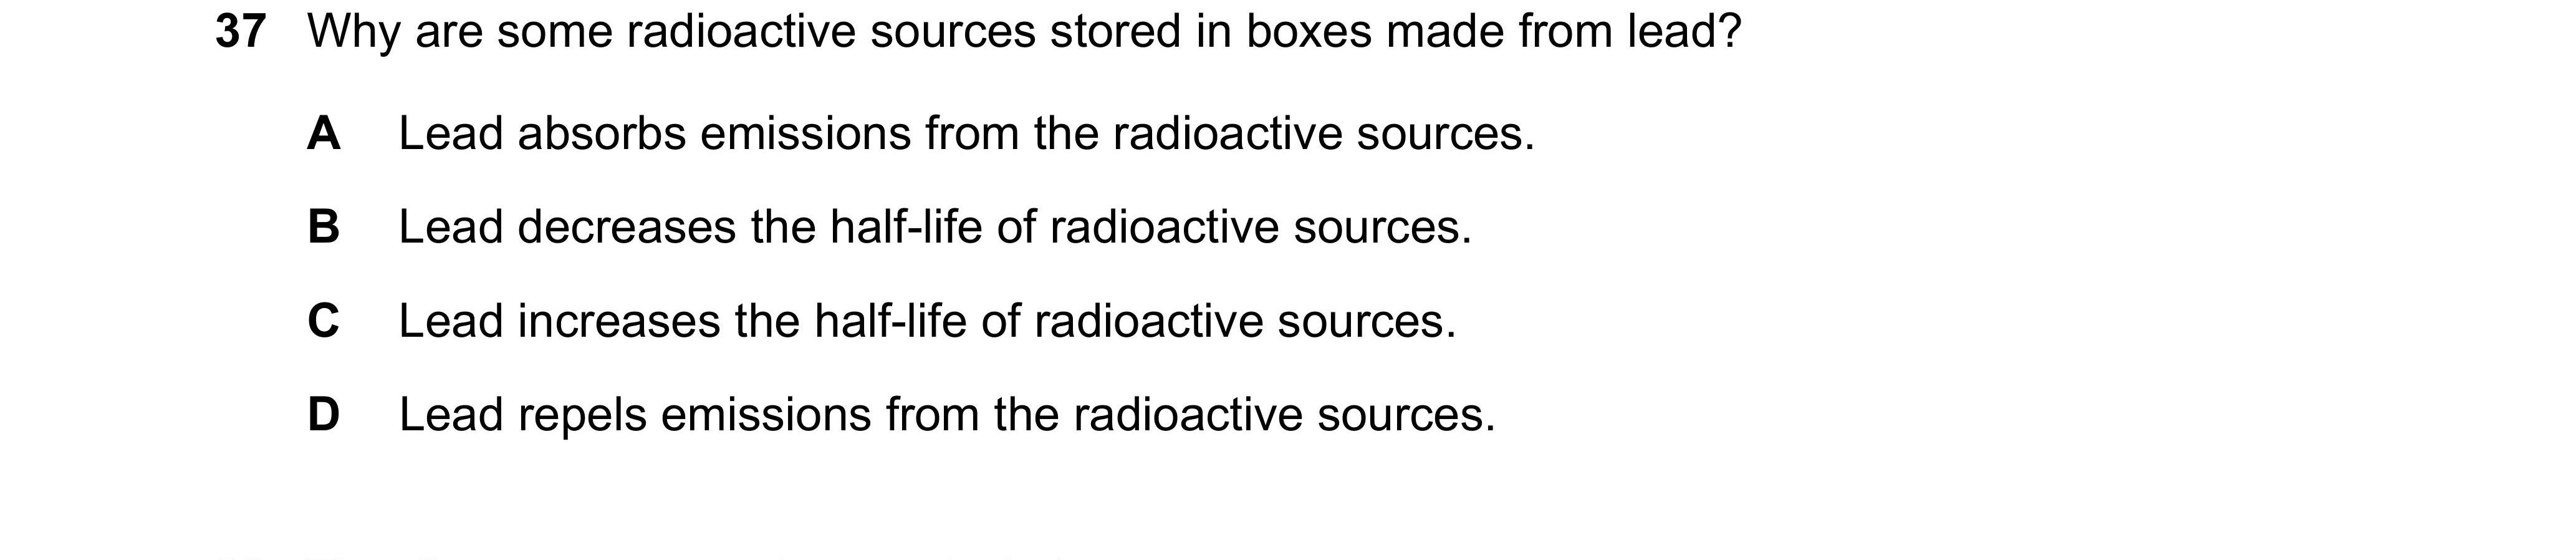 37 Why are some radioactive sources stored in boxes made from lead?
A Lead absorbs emissions from the radioactive sources.
B Lead decreases the half-life of radioactive sources.
C Lead increases the half-life of radioactive sources.
D Lead repels emissions from the radioactive sources.